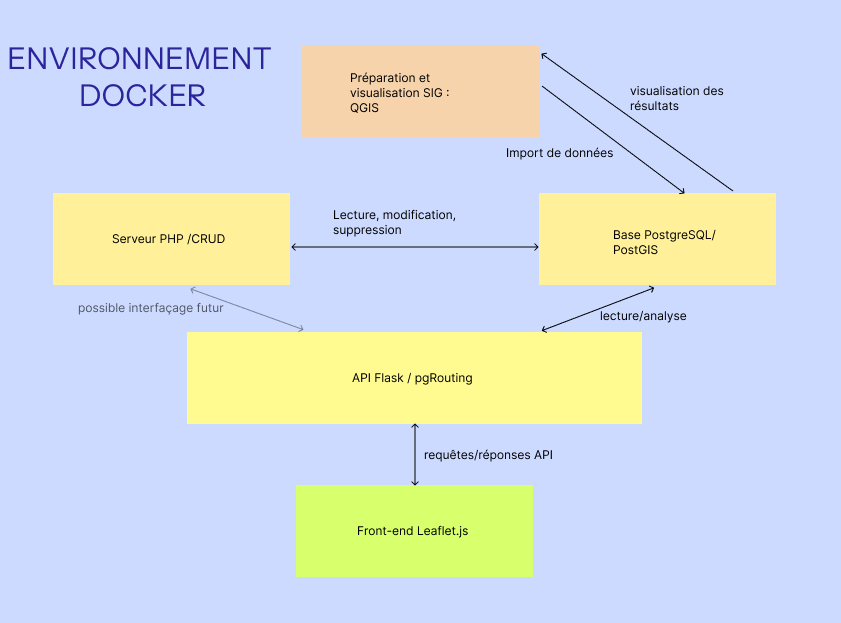 ENVIRONNEMENT
DOCKER
Préparation et
visualisation SIG :
QGIS
visualisation des
résultats
Import de données
Serveur PHP /CRUD
Lecture, modification,
suppression
Base PostgreSQL/
PostGIS
possible interfaçage futur
lecture/analyse
API Flask / pgRouting
requêtes/réponses API
Front-end Leaflet.js